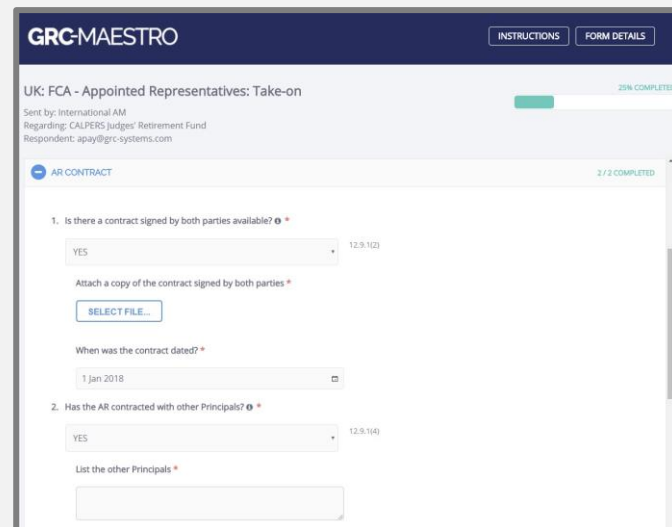 GRC-MAESTRO
INSTRUCTIONS
FORM DETAILS
UK: FCA - Appointed Representatives: Take-on
25% COMPLETED
Sent by: International AM
Regarding: CALPERS Judges' Retirement Fund
Respondent: apay@grc-systems.com
AR CONTRACT
2 / 2 COMPLETED
1. Is there a contract signed by both parties available? *
YES
12.9.1(2)
Attach a copy of the contract signed by both parties *
SELECT FILE...
When was the contract dated? *
1 Jan 2018
2. Has the AR contracted with other Principals? *
YES
12.9.1(4)
List the other Principals *